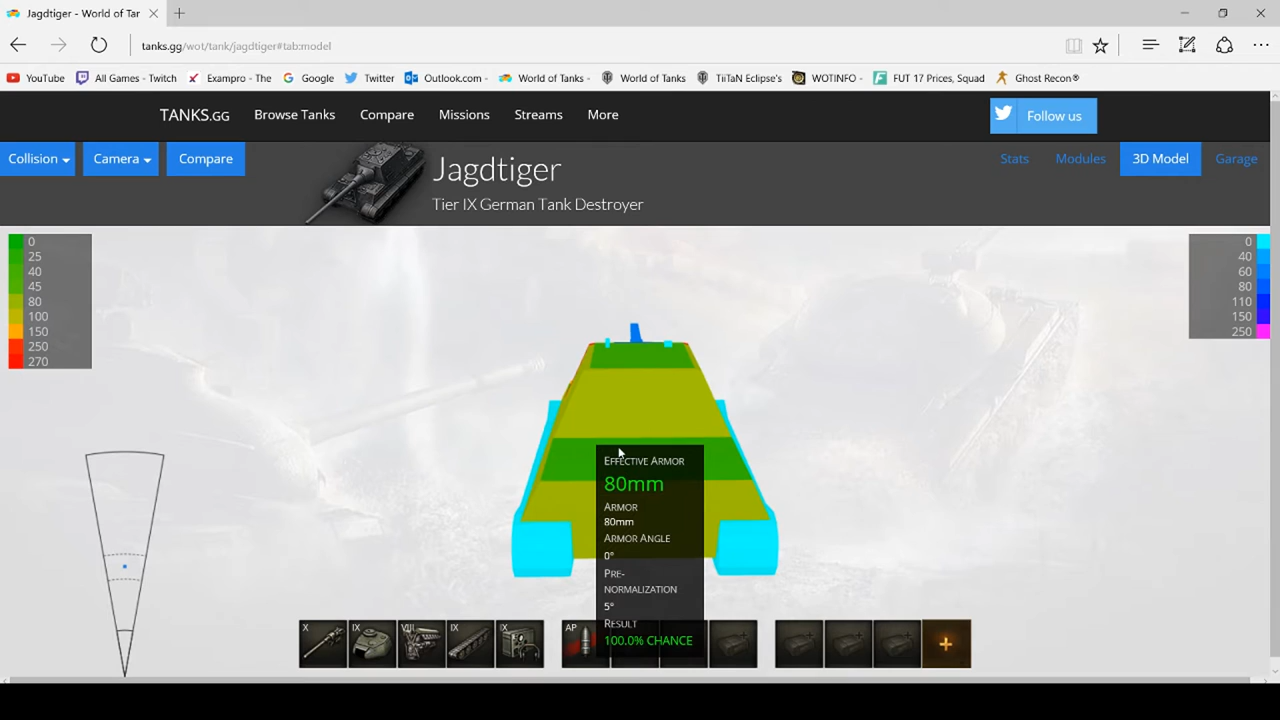 Jagdtiger - World of Tar
tanks.gg/wot/tank/jagdtiger#tab:model
YouTube All Games - Twitch Exampro - The Google Twitter Outlook.com - World of Tanks - World of Tanks TiiTaN Eclipse's WOTINFO - FUT 17 Prices, Squad Ghost Recon®
TANKS.GG Browse Tanks Compare Missions Streams More Follow us
Collision Camera Compare
Jagdtiger
Tier IX German Tank Destroyer
Stats Modules 3D Model Garage
0
25
40
45
80
100
150
250
270
0
40
60
80
110
150
250
EFFECTIVE ARMOR
80mm
ARMOR
80mm
ARMOR ANGLE
0°
PRE-
NORMALIZATION
5°
RESULT
100.0% CHANCE
X IX VIII IX IX AP